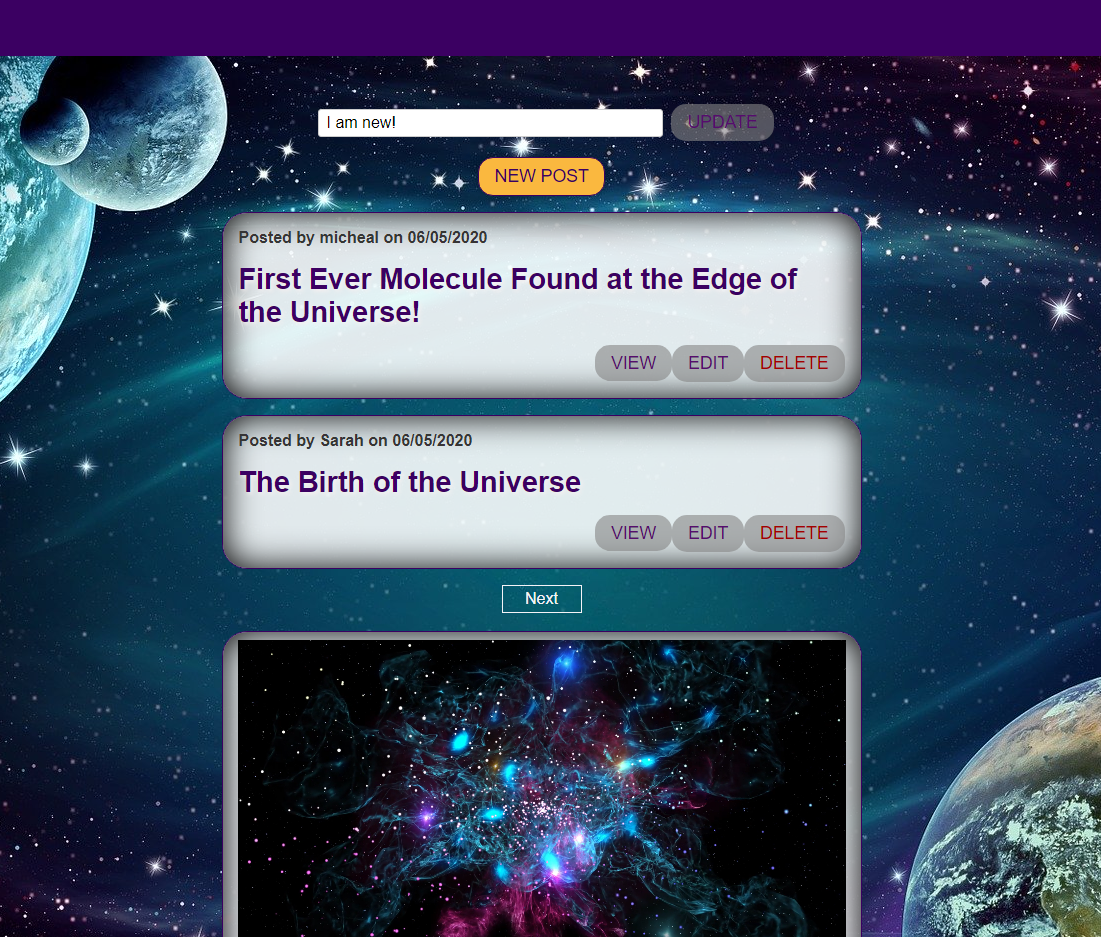 I am new! UPDATE
NEW POST
Posted by micheal on 06/05/2020
First Ever Molecule Found at the Edge of
the Universe!
VIEW EDIT DELETE
Posted by Sarah on 06/05/2020
The Birth of the Universe
VIEW EDIT DELETE
Next